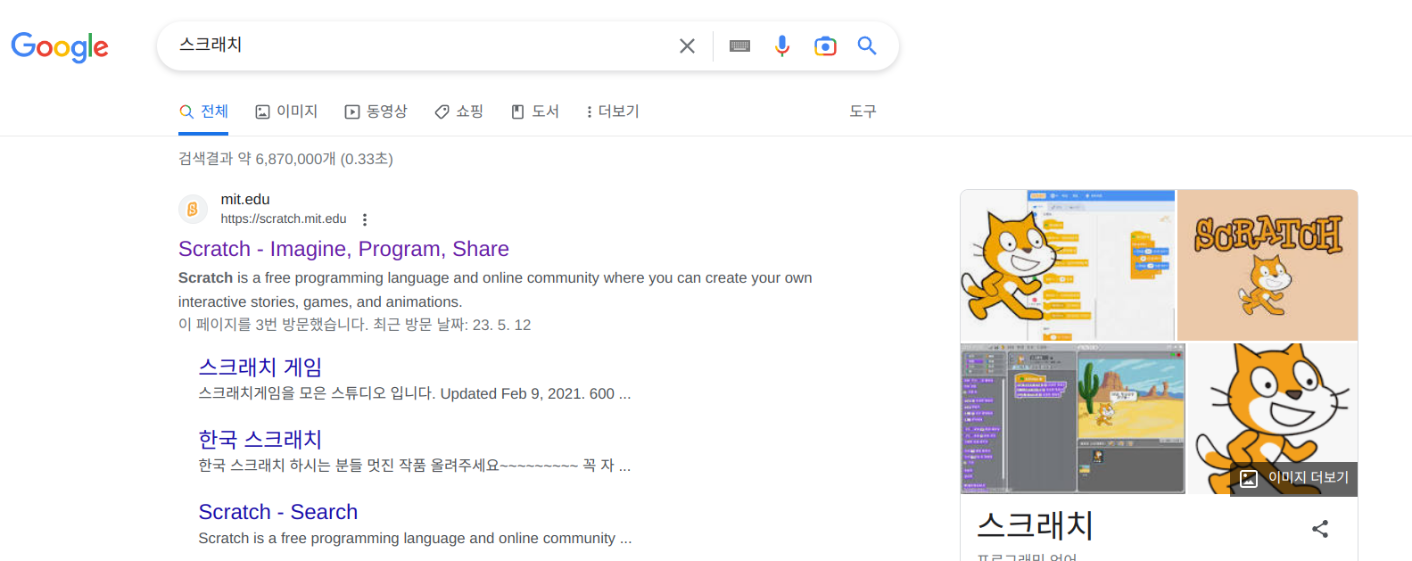 Google
스크래치
전체
이미지
동영상
쇼핑
도서
더보기
도구
검색결과 약 6,870,000개 (0.33초)
mit.edu
https://scratch.mit.edu
Scratch - Imagine, Program, Share
Scratch is a free programming language and online community where you can create your own
interactive stories, games, and animations.
이 페이지를 3번 방문했습니다. 최근 방문 날짜: 23. 5. 12
스크래치 게임
스크래치게임을 모은 스튜디오 입니다. Updated Feb 9, 2021. 600 ...
한국 스크래치
한국 스크래치 하시는 분들 멋진 작품 올려주세요~~~~~~~~~ 꼭 자 ...
Scratch - Search
Scratch is a free programming language and online community ...
SCRATCH
이미지 더보기
스크래치
프로그래밍 언어